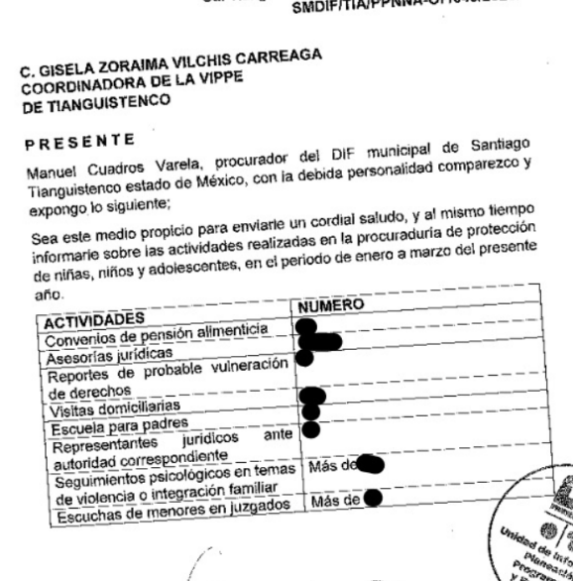 SMDIF/TIA/PPNNA-OF/
C. GISELA ZORAIMA VILCHIS CARREAGA
COORDINADORA DE LA VIPPE
DE TIANGUISTENCO
P R E S E N T E
Manuel Cuadros Varela, procurador del DIF municipal de Santiago
Tianguistenco estado de México, con la debida personalidad comparezco y
expongo lo siguiente;
Sea este medio propicio para enviarle un cordial saludo, y al mismo tiempo
informarle sobre las actividades realizadas en la procuraduría de protección
de niñas, niños y adolescentes, en el periodo de enero a marzo del presente
año.
ACTIVIDADES NUMERO
Convenios de pensión alimenticia
Asesorías jurídicas
Reportes de probable vulneración
de derechos
Visitas domiciliarias
Escuela para padres
Representantes jurídicos ante
autoridad correspondiente
Seguimientos psicológicos en temas Más de
de violencia o integración familiar
Escuchas de menores en juzgados Más de
Unidad de
Planeació
Program